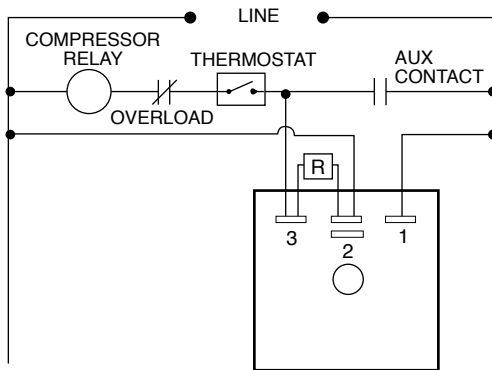 LINE
COMPRESSOR
RELAY
THERMOSTAT
AUX
CONTACT
OVERLOAD
R
3
2
1